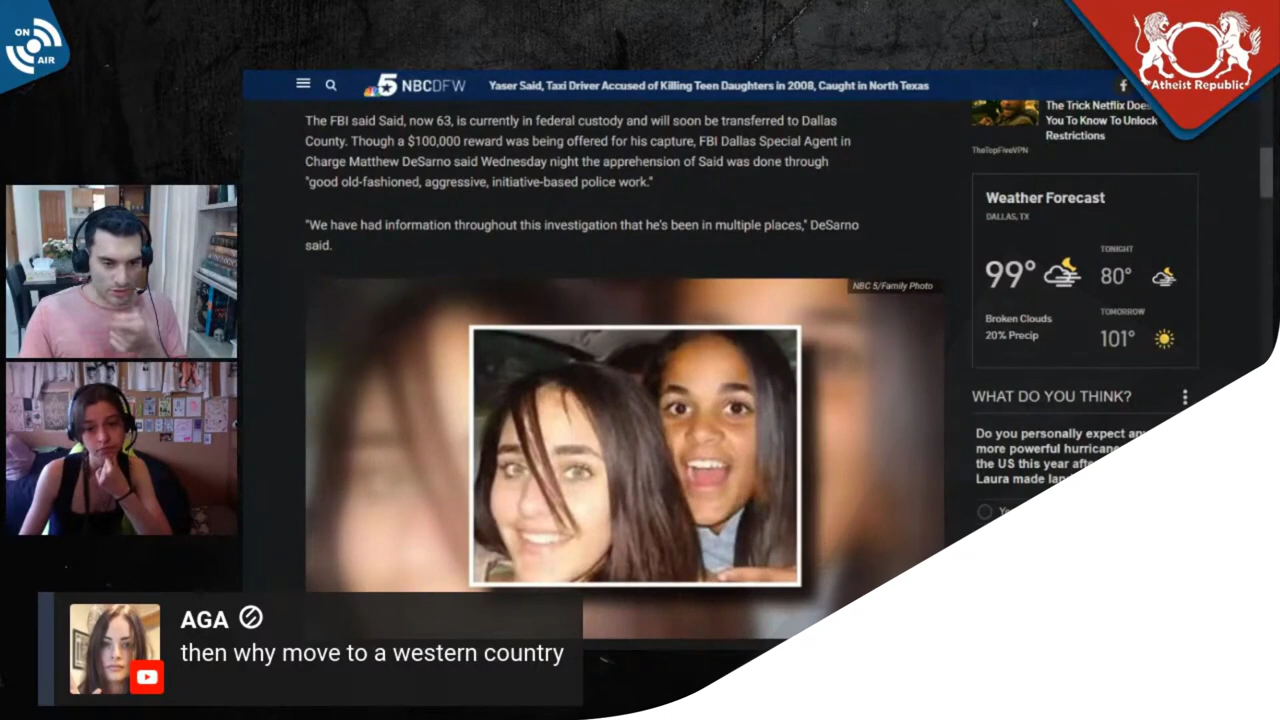 ON
AIR
5 NBCDFW
Yaser Said, Taxi Driver Accused of Killing Teen Daughters in 2008, Caught in North Texas
Atheist Republic
The FBI said Said, now 63, is currently in federal custody and will soon be transferred to Dallas
County. Though a $100,000 reward was being offered for his capture, FBI Dallas Special Agent in
Charge Matthew DeSarno said Wednesday night the apprehension of Said was done through
"good old-fashioned, aggressive, initiative-based police work."
"We have had information throughout this investigation that he's been in multiple places," DeSarno
said.
NBC 5/Family Photo
The Trick Netflix Does
You To Know To Unlock
Restrictions
TheTopFiveVPN
Weather Forecast
DALLAS, TX
99°
Broken Clouds
20% Precip
TONIGHT
80°
TOMORROW
101°
WHAT DO YOU THINK?
Do you personally expect
more powerful hurricane
the US this year
Laura made
AGA
then why move to a western country